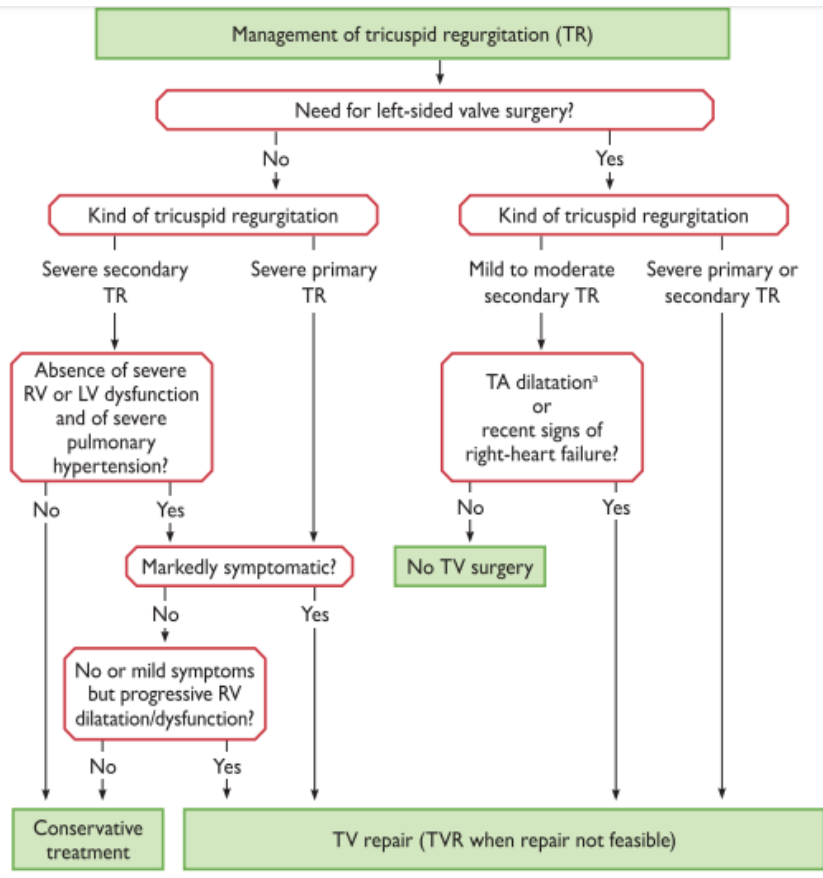 Management of tricuspid regurgitation (TR)
Need for left-sided valve surgery?
No
Yes
Kind of tricuspid regurgitation
Kind of tricuspid regurgitation
Severe secondary
TR
Severe primary
TR
Mild to moderate
secondary TR
Severe primary or
secondary TR
Absence of severe
RV or LV dysfunction
and of severe
pulmonary
hypertension?
TA dilatationᵃ
or
recent signs of
right-heart failure?
No
Yes
No
Yes
Markedly symptomatic?
No TV surgery
No
Yes
No or mild symptoms
but progressive RV
dilatation/dysfunction?
No
Yes
Conservative
treatment
TV repair (TVR when repair not feasible)